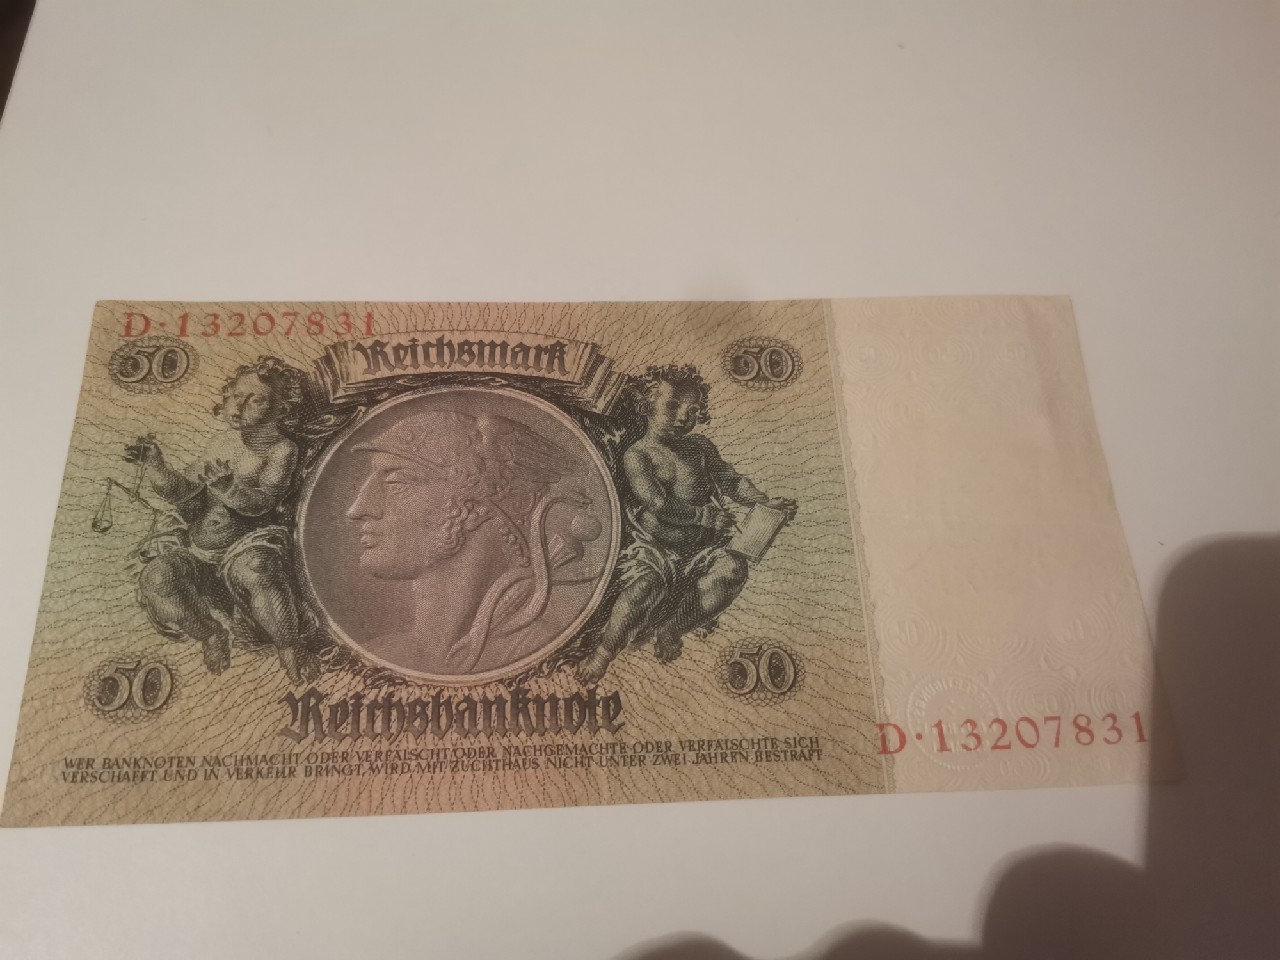 D·13207831
50
Reichsmark
50
50
50
Reichsbanknote
WER BANKNOTEN NACHMACHT ODER VERFÄLSCHT ODER NACHGEMACHTE ODER VERFÄLSCHTE SICH
VERSCHAFFT UND IN VERKEHR BRINGT, WIRD MIT ZUCHTHAUS NICHT UNTER ZWEI JAHREN BESTRAFT
D·13207831